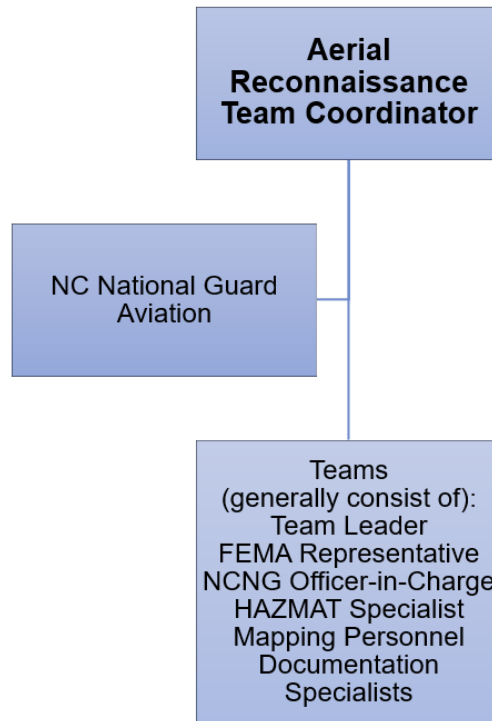 Aerial
Reconnaissance
Team Coordinator
NC National Guard
Aviation
Teams
(generally consist of):
Team Leader
FEMA Representative
NCNG Officer-in-Charge
HAZMAT Specialist
Mapping Personnel
Documentation
Specialists